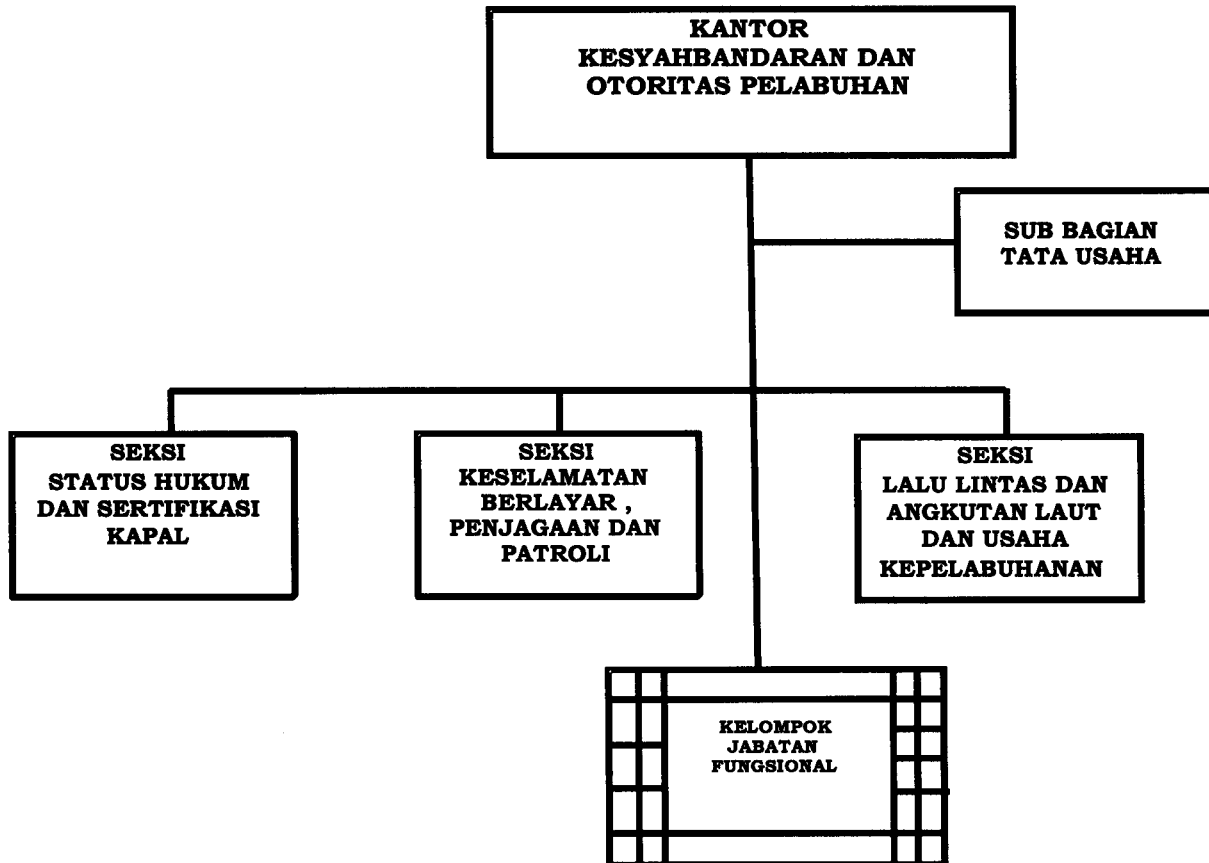 KANTOR
KESYAHBANDARAN DAN
OTORITAS PELABUHAN
SUB BAGIAN
TATA USAHA
SEKSI
STATUS HUKUM
DAN SERTIFIKASI
KAPAL
SEKSI
KESELAMATAN
BERLAYAR ,
PENJAGAAN DAN
PATROLI
SEKSI
LALU LINTAS DAN
ANGKUTAN LAUT
DAN USAHA
KEPELABUHANAN
KELOMPOK
JABATAN
FUNGSIONAL